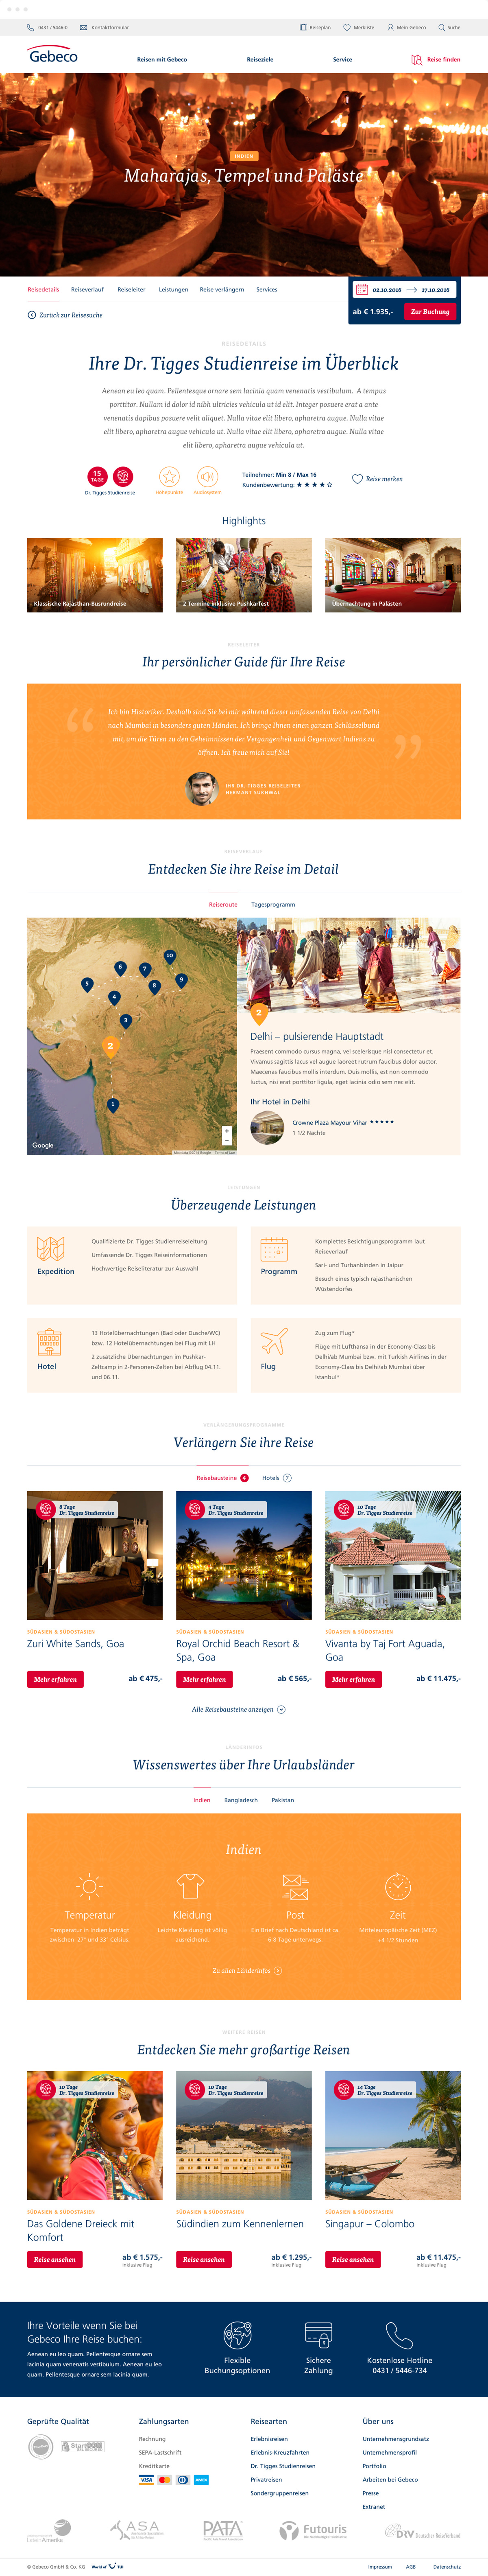 0431 / 5446-0
Kontaktformular
Reiseplan
Merkliste
Mein Gebeco
Suche
Gebeco
Reisen mit Gebeco
Reiseziele
Service
Reise finden
INDIEN
Maharajas, Tempel und Paläste
Reisedetails
Reiseverlauf
Reiseleiter
Leistungen
Reise verlängern
Services
02.10.2016
17.10.2016
ab € 1.935,-
Zur Buchung
Zurück zur Reisesuche
REISEDETAILS
Ihre Dr. Tigges Studienreise im Überblick
Aenean eu leo quam. Pellentesque ornare sem lacinia quam venenatis vestibulum. A tempus
porttitor. Nullam id dolor id nibh ultricies vehicula ut id elit. Integer posuere erat a ante
venenatis dapibus posuere velit aliquet. Nulla vitae elit libero, apharetra augue. Nulla vitae
elit libero, apharetra augue vehicula ut. Nulla vitae elit libero, apharetra augue. Nulla vitae
elit libero, apharetra augue vehicula ut.
15
TAGE
Dr. Tigges Studienreise
Höhepunkte
Audiosystem
Teilnehmer: Min 8 / Max 16
Kundenbewertung:
Reise merken
Highlights
Klassische Rajasthan-Busrundreise
2 Termine inklusive Pushkarfest
Übernachtung in Palästen
REISELEITER
Ihr persönlicher Guide für Ihre Reise
Ich bin Historiker. Deshalb sind Sie bei mir während dieser umfassenden Reise von Delhi
nach Mumbai in besonders guten Händen. Ich bringe Ihnen einen ganzen Schlüsselbund
mit, um die Türen zu den Geheimnissen der Vergangenheit und Gegenwart Indiens zu
öffnen. Ich freue mich auf Sie!
IHR DR. TIGGES REISELEITER
HERMANT SUKHWAL
REISEVERLAUF
Entdecken Sie ihre Reise im Detail
Reiseroute
Tagesprogramm
10
6
7
9
5
8
4
3
2
1
Google
2
Delhi – pulsierende Hauptstadt
Praesent commodo cursus magna, vel scelerisque nisl consectetur et.
Vivamus sagittis lacus vel augue laoreet rutrum faucibus dolor auctor.
Maecenas faucibus mollis interdum. Duis mollis, est non commodo
luctus, nisi erat porttitor ligula, eget lacinia odio sem nec elit.
Ihr Hotel in Delhi
Crowne Plaza Mayour Vihar
1 1/2 Nächte
LEISTUNGEN
Überzeugende Leistungen
Expedition
Qualifizierte Dr. Tigges Studienreiseleitung
Umfassende Dr. Tigges Reiseinformationen
Hochwertige Reiseliteratur zur Auswahl
Programm
Komplettes Besichtigungsprogramm laut
Reiseverlauf
Sari- und Turbanbinden in Jaipur
Besuch eines typisch rajasthanischen
Wüstendorfes
Hotel
13 Hotelübernachtungen (Bad oder Dusche/WC)
bzw. 12 Hotelübernachtungen bei Flug mit LH
2 zusätzliche Übernachtungen im Pushkar-
Zeltcamp in 2-Personen-Zelten bei Abflug 04.11.
und 06.11.
Flug
Zug zum Flug*
Flüge mit Lufthansa in der Economy-Class bis
Delhi/ab Mumbai bzw. mit Turkish Airlines in der
Economy-Class bis Delhi/ab Mumbai über
Istanbul*
VERLÄNGERUNGSPROGRAMME
Verlängern Sie ihre Reise
Reisebausteine 4
Hotels 7
8 Tage
Dr. Tigges Studienreise
4 Tage
Dr. Tigges Studienreise
10 Tage
Dr. Tigges Studienreise
SÜDASIEN & SÜDOSTASIEN
Zuri White Sands, Goa
Mehr erfahren
ab € 475,-
SÜDASIEN & SÜDOSTASIEN
Royal Orchid Beach Resort &
Spa, Goa
Mehr erfahren
ab € 565,-
SÜDASIEN & SÜDOSTASIEN
Vivanta by Taj Fort Aguada,
Goa
Mehr erfahren
ab € 11.475,-
Alle Reisebausteine anzeigen
LÄNDERINFOS
Wissenswertes über Ihre Urlaubsländer
Indien
Bangladesch
Pakistan
Indien
Temperatur
Temperatur in Indien beträgt
zwischen 27° und 33° Celsius.
Kleidung
Leichte Kleidung ist völlig
ausreichend.
Post
Ein Brief nach Deutschland ist ca.
6-8 Tage unterwegs.
Zeit
Mitteleuropäische Zeit (MEZ)
+4 1/2 Stunden
Zu allen Länderinfos
WEITERE REISEN
Entdecken Sie mehr großartige Reisen
10 Tage
Dr. Tigges Studienreise
10 Tage
Dr. Tigges Studienreise
14 Tage
Dr. Tigges Studienreise
SÜDASIEN & SÜDOSTASIEN
Das Goldene Dreieck mit
Komfort
Reise ansehen
ab € 1.575,-
Inklusive Flug
SÜDASIEN & SÜDOSTASIEN
Südindien zum Kennenlernen
Reise ansehen
ab € 1.295,-
Inklusive Flug
SÜDASIEN & SÜDOSTASIEN
Singapur – Colombo
Reise ansehen
ab € 11.475,-
Inklusive Flug
Ihre Vorteile wenn Sie bei
Gebeco Ihre Reise buchen:
Aenean eu leo quam. Pellentesque ornare sem
lacinia quam venenatis vestibulum. Aenean eu leo
quam. Pellentesque ornare sem lacinia quam.
Flexible
Buchungsoptionen
Sichere
Zahlung
Kostenlose Hotline
0431 / 5446-734
Geprüfte Qualität
Zahlungsarten
Rechnung
SEPA-Lastschrift
Kreditkarte
VISA
Reisearten
Erlebnisreisen
Erlebnis-Kreuzfahrten
Dr. Tigges Studienreisen
Privatreisen
Sondergruppenreisen
Über uns
Unternehmensgrundsatz
Unternehmensprofil
Portfolio
Arbeiten bei Gebeco
Presse
Extranet
Lateinamerika
ASA
PATA
Futouris
DRV Deutscher ReiseVerband
© Gebeco GmbH & Co. KG
World of TUI
Impressum
AGB
Datenschutz